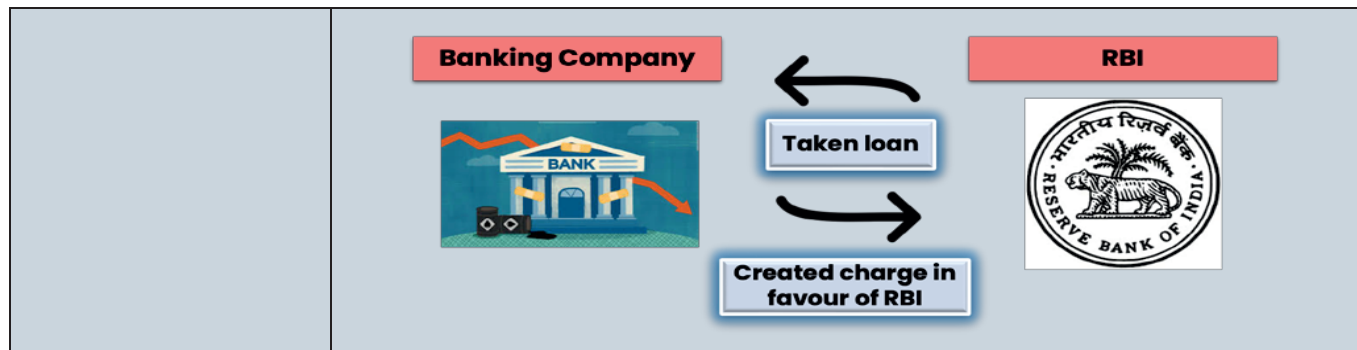 Banking Company
RBI
Taken loan
BANK
भारतीय रिज़र्व बैंक
RESERVE BANK OF INDIA
Created charge in
favour of RBI